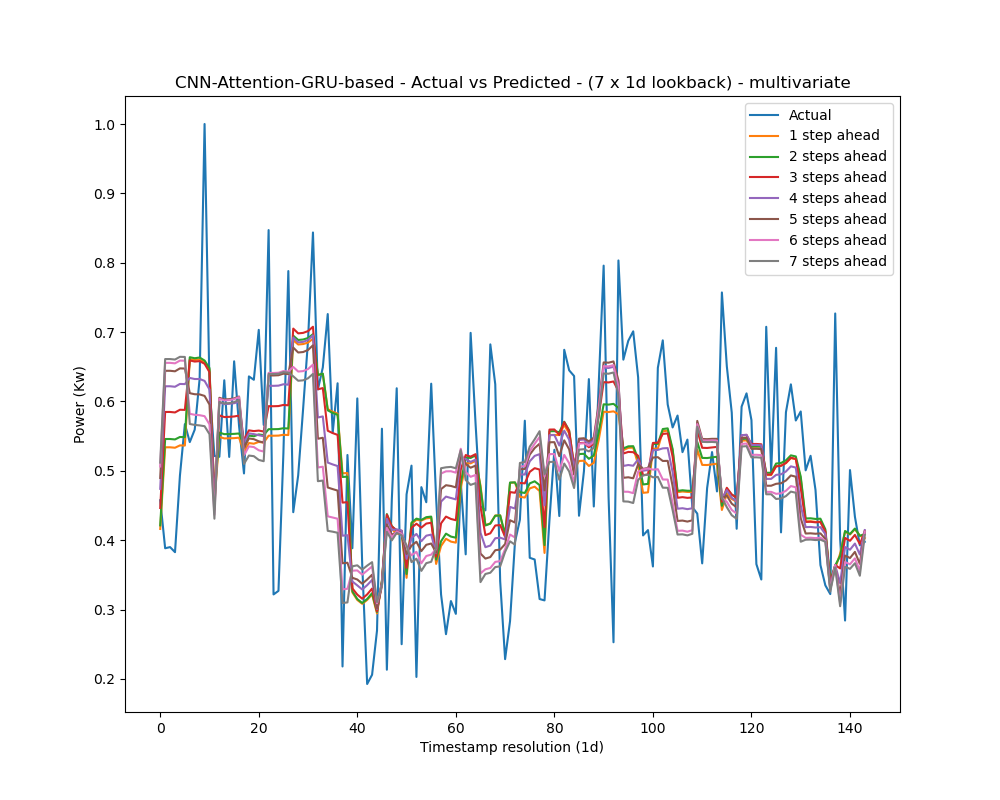 CNN-Attention-GRU-based - Actual vs Predicted - (7 x 1d lookback) - multivariate
Power (Kw)
1.0
0.9
0.8
0.7
0.6
0.5
0.4
0.3
0.2
Actual
1 step ahead
2 steps ahead
3 steps ahead
4 steps ahead
5 steps ahead
6 steps ahead
7 steps ahead
0 20 40 60 80 100 120 140
Timestamp resolution (1d)